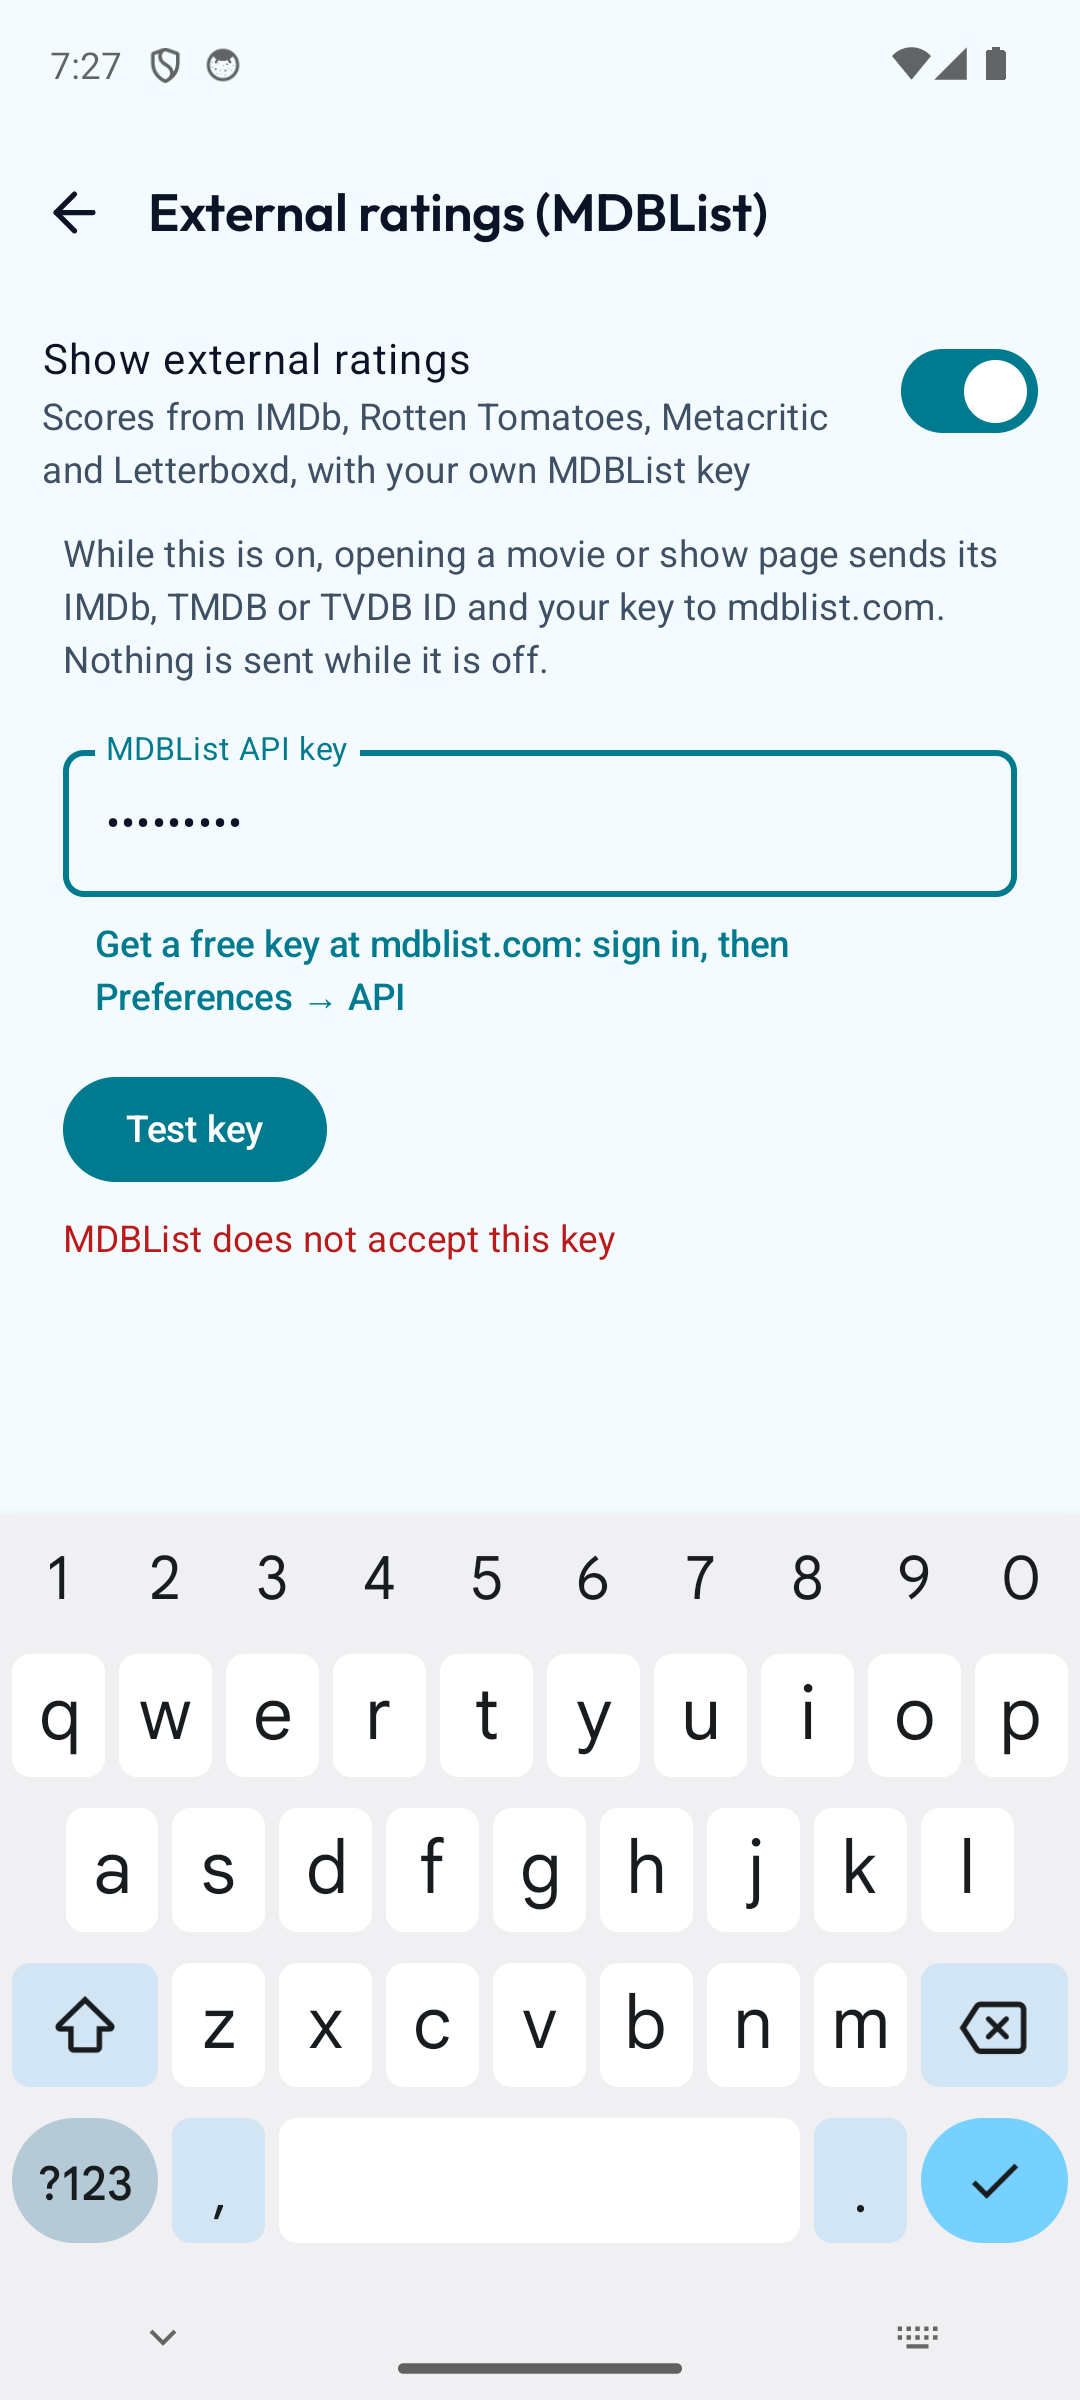 7:27
External ratings (MDBList)
Show external ratings
Scores from IMDb, Rotten Tomatoes, Metacritic
and Letterboxd, with your own MDBList key
While this is on, opening a movie or show page sends its
IMDb, TMDB or TVDB ID and your key to mdblist.com.
Nothing is sent while it is off.
MDBList API key
•••••••••
Get a free key at mdblist.com: sign in, then
Preferences → API
Test key
MDBList does not accept this key
1 2 3 4 5 6 7 8 9 0
q w e r t y u i o p
a s d f g h j k l
z x c v b n m
?123 , .